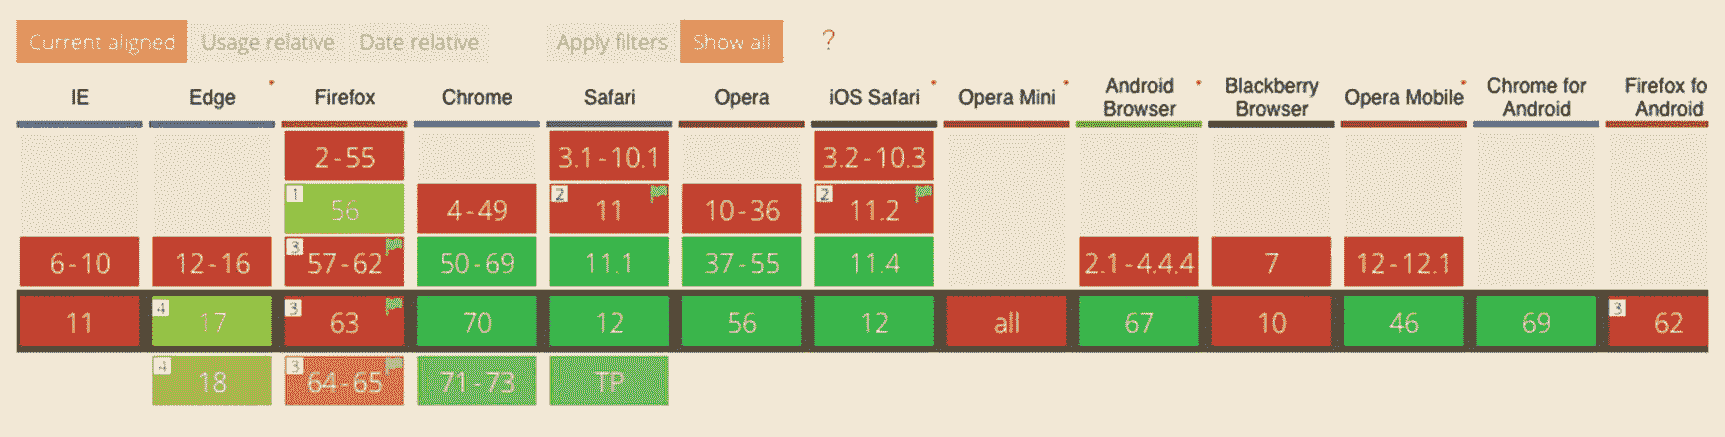 Current aligned Usage relative Date relative Apply filters Show all ?
IE Edge * Firefox Chrome Safari Opera iOS Safari * Opera Mini * Android Browser * Blackberry Browser Opera Mobile * Chrome for Android Firefox fo Android
2-55 3.1-10.1 3.2-10.3
1 56 4-49 2 11 10-36 2 11.2
6-10 12-16 3 57-62 50-69 11.1 37-55 11.4 2.1-4.4.4 7 12-12.1
11 4 17 3 63 70 12 56 12 all 67 10 46 69 3 62
4 18 3 64-65 71-73 TP